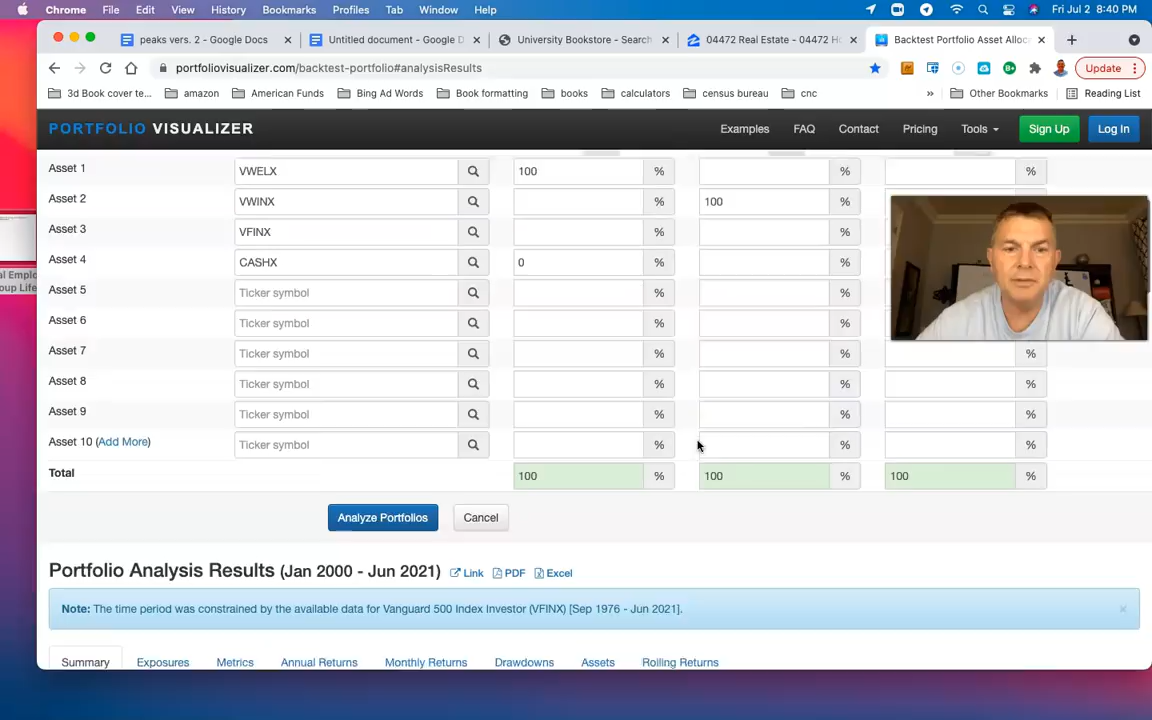 Chrome File Edit View History Bookmarks Profiles Tab Window Help Fri Jul 2 8:40 PM
peaks vers. 2 - Google Docs × Untitled document - Google D × University Bookstore - Search × 04472 Real Estate - 04472 Ho × Backtest Portfolio Asset Alloca × +
portfoliovisualizer.com/backtest-portfolio#analysisResults Update
3d Book cover te... amazon American Funds Bing Ad Words Book formatting books calculators census bureau cnc » Other Bookmarks Reading List
PORTFOLIO VISUALIZER Examples FAQ Contact Pricing Tools Sign Up Log In
Asset 1 VWELX 100 % % %
Asset 2 VWINX % 100 %
Asset 3 VFINX % %
Asset 4 CASHX 0 % %
Asset 5 Ticker symbol % %
Asset 6 Ticker symbol % %
Asset 7 Ticker symbol % % %
Asset 8 Ticker symbol % % %
Asset 9 Ticker symbol % % %
Asset 10 (Add More) Ticker symbol % % %
Total 100 % 100 % 100 %
Analyze Portfolios Cancel
Portfolio Analysis Results (Jan 2000 - Jun 2021) Link PDF Excel
Note: The time period was constrained by the available data for Vanguard 500 Index Investor (VFINX) [Sep 1976 - Jun 2021]. ×
Summary Exposures Metrics Annual Returns Monthly Returns Drawdowns Assets Rolling Returns